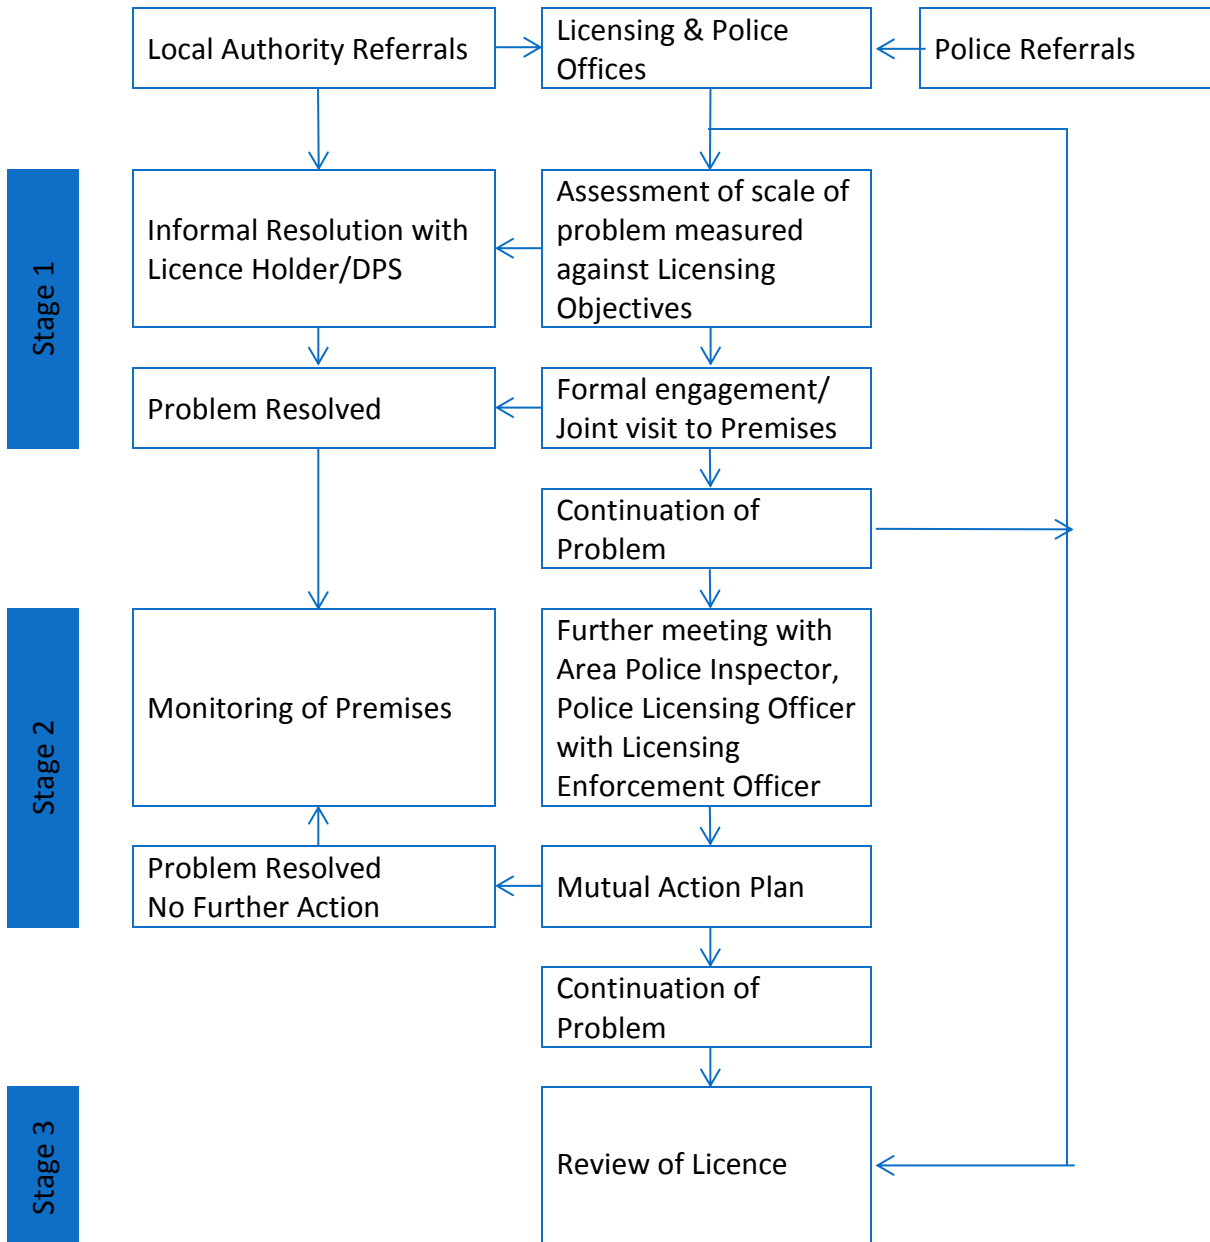 Local Authority Referrals
Licensing & Police
Offices
Police Referrals
Stage 1
Informal Resolution with
Licence Holder/DPS
Assessment of scale of
problem measured
against Licensing
Objectives
Problem Resolved
Formal engagement/
Joint visit to Premises
Continuation of
Problem
Stage 2
Monitoring of Premises
Further meeting with
Area Police Inspector,
Police Licensing Officer
with Licensing
Enforcement Officer
Problem Resolved
No Further Action
Mutual Action Plan
Continuation of
Problem
Stage 3
Review of Licence